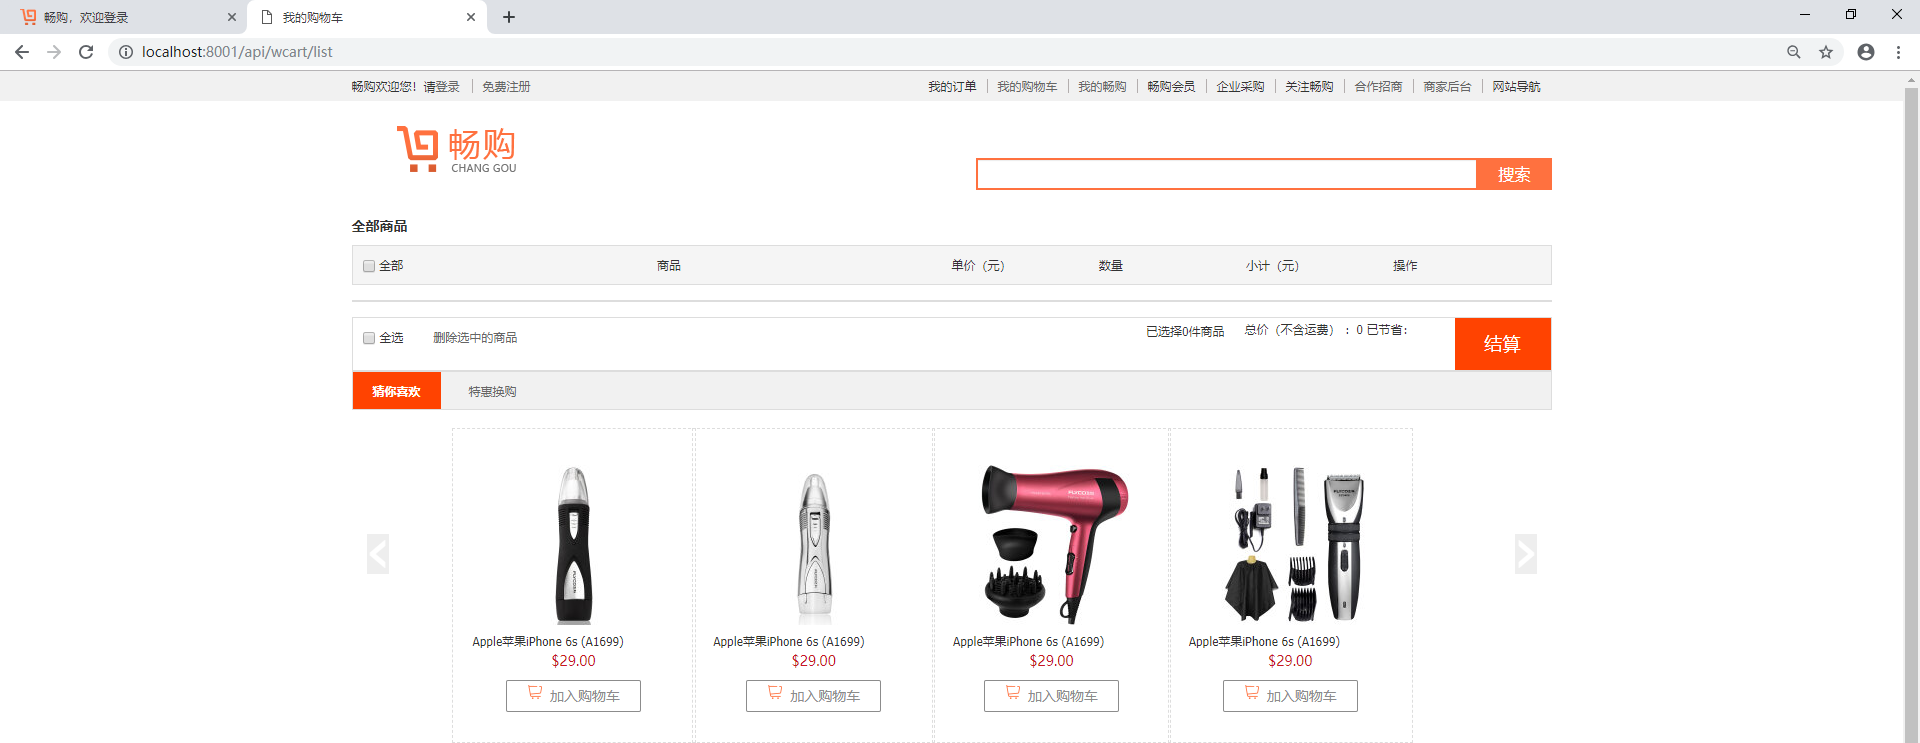 畅购，欢迎登录
我的购物车
localhost:8001/api/wcart/list
畅购欢迎您！请登录 免费注册 我的订单 我的购物车 我的畅购 畅购会员 企业采购 关注畅购 合作招商 商家后台 网站导航
畅购
CHANG GOU
搜索
全部商品
全部 商品 单价（元） 数量 小计（元） 操作
全选 删除选中的商品 已选择0件商品 总价（不含运费） ：0 已节省：
结算
猜你喜欢 特惠换购
Apple苹果iPhone 6s (A1699) Apple苹果iPhone 6s (A1699) Apple苹果iPhone 6s (A1699) Apple苹果iPhone 6s (A1699)
$29.00 $29.00 $29.00 $29.00
加入购物车 加入购物车 加入购物车 加入购物车